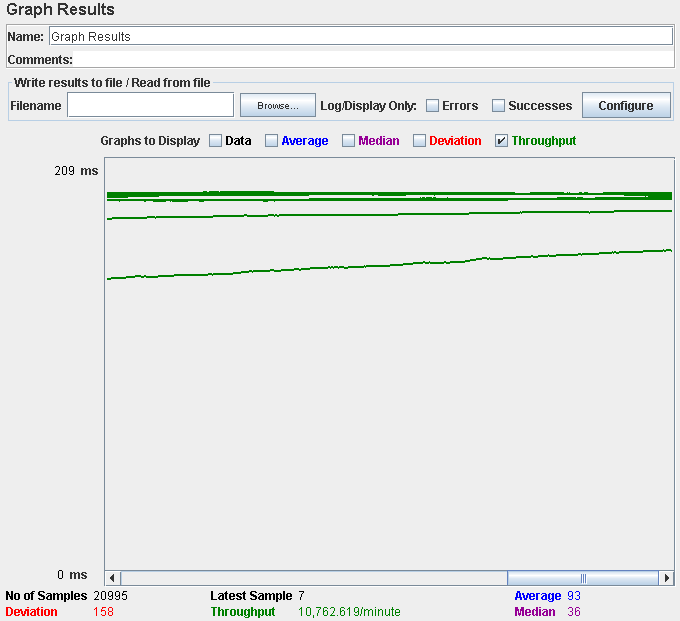 Graph Results
Name: Graph Results
Comments:
Write results to file / Read from file
Filename Browse... Log/Display Only: Errors Successes Configure
Graphs to Display Data Average Median Deviation Throughput
209 ms
0 ms
No of Samples 20995 Latest Sample 7 Average 93
Deviation 158 Throughput 10,762.619/minute Median 36